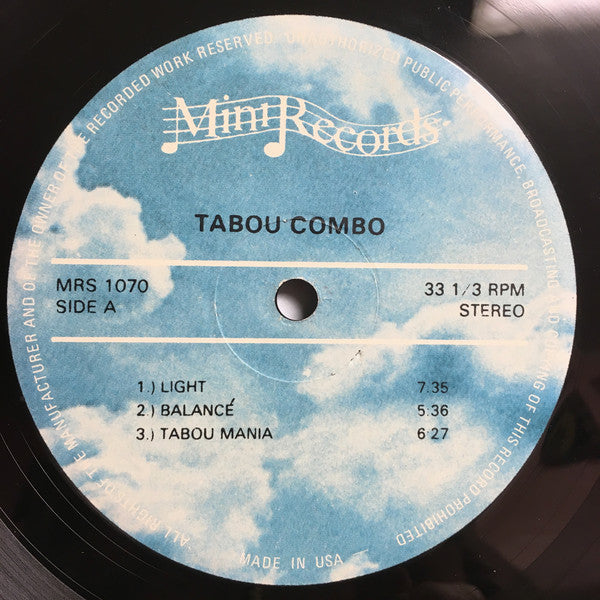 ALL RIGHTS OF THE MANUFACTURER AND OF THE OWNER OF THE RECORDED WORK RESERVED. UNAUTHORIZED PUBLIC PERFORMANCE, BROADCASTING AND COPYING OF THIS RECORD PROHIBITED
Mini Records
TABOU COMBO
MRS 1070
SIDE A
33 1/3 RPM
STEREO
1.) LIGHT 7.35
2.) BALANCÉ 5.36
3.) TABOU MANIA 6.27
MADE IN USA